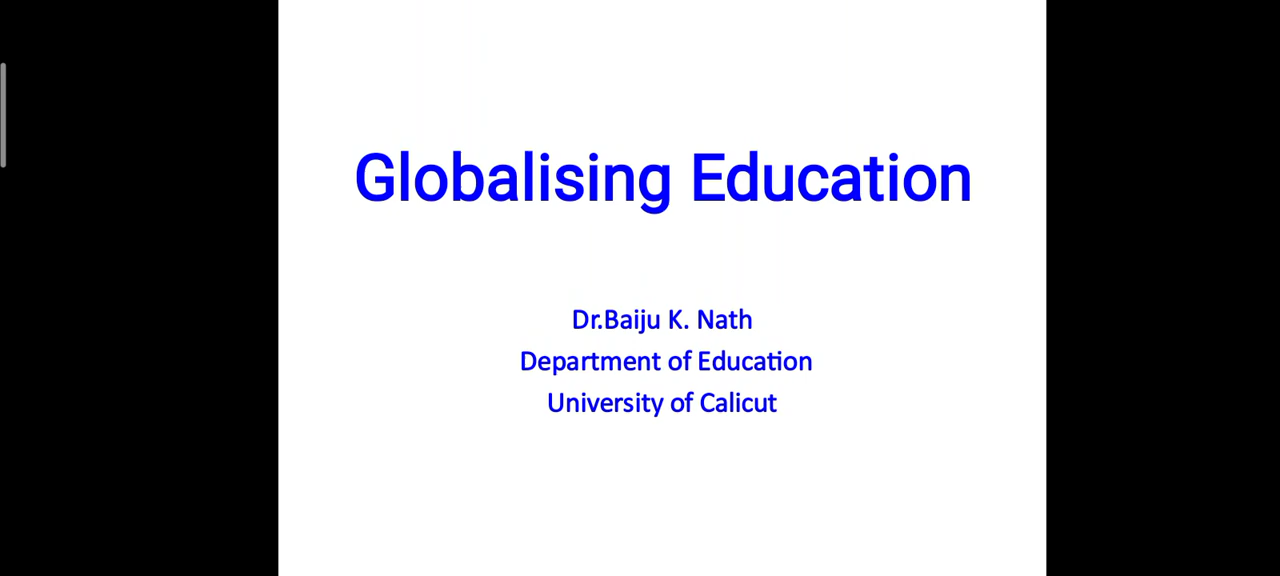 Globalising Education
Dr.Baiju K. Nath
Department of Education
University of Calicut